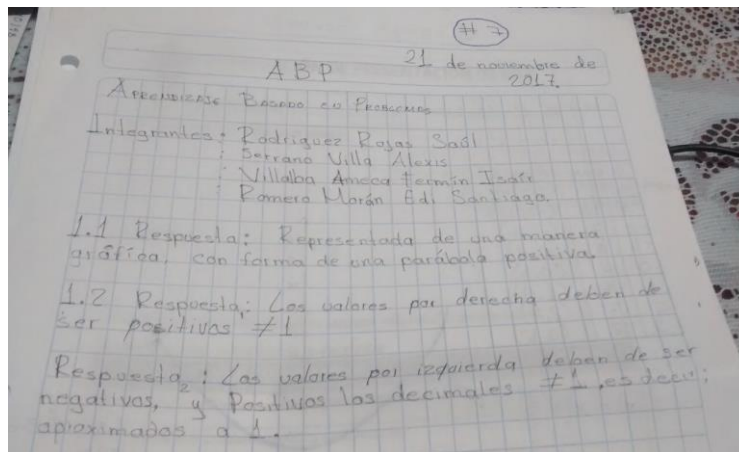 # 7
21 de noviembre de
2017.
ABP
Aprendizaje Basado en Problemas
Integrantes: Rodriguez Rojas Saúl
: Serrano Villa Alexis
: Villalba Ameca Fermín Isaír
: Romero Morán Edi Santiago.
1.1 Respuesta: Representada de una manera
gráfica, con forma de una parábola positiva.
1.2 Respuesta₁: Los valores por derecha deben de
ser positivos ≠1
Respuesta₂: Los valores por izquierda deben de ser
negativos, y Positivos los decimales ≠1, es decir;
aproximados a 1.